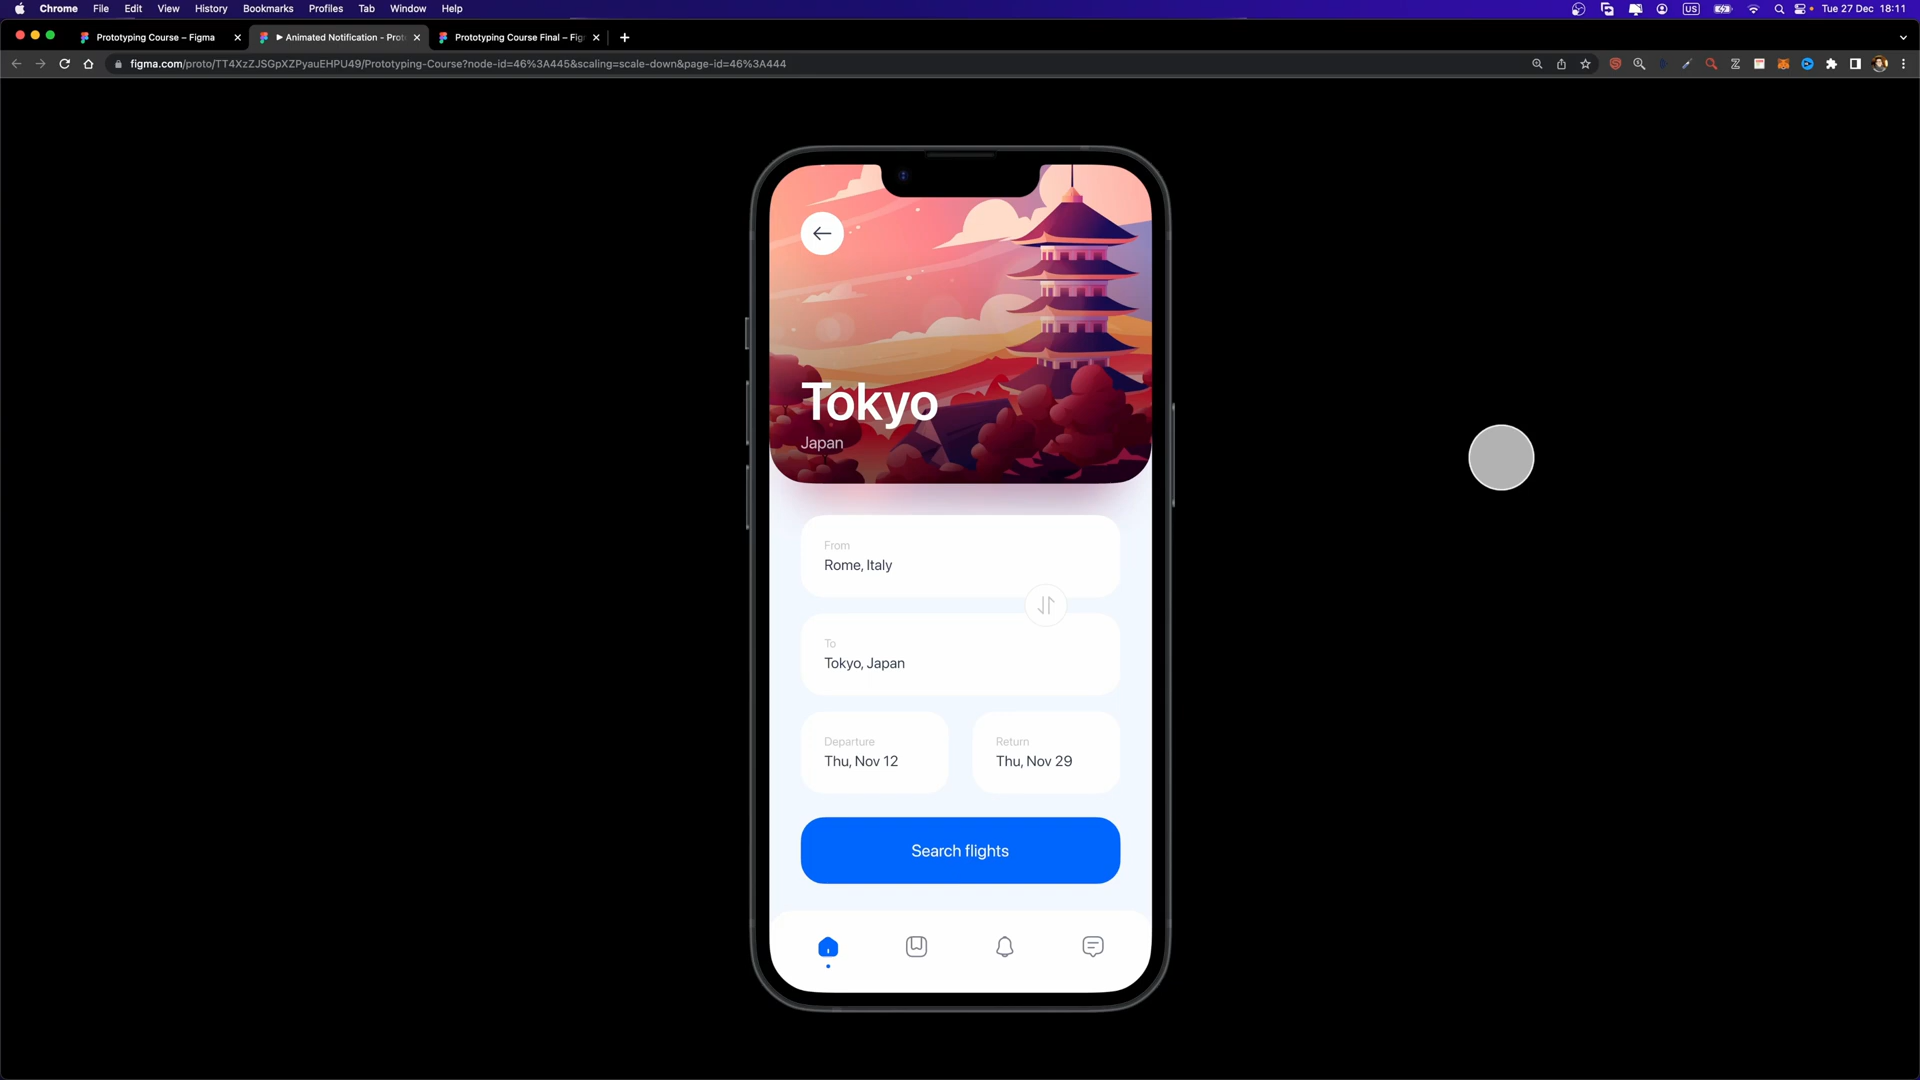 Chrome File Edit View History Bookmarks Profiles Tab Window Help US Tue 27 Dec 18:11
Prototyping Course – Figma Animated Notification - Prot Prototyping Course Final – Fig
figma.com/proto/TT4XzZJSGpXZPyauEHPU49/Prototyping-Course?node-id=46%3A445&scaling=scale-down&page-id=46%3A444
Tokyo
Japan
From
Rome, Italy
To
Tokyo, Japan
Departure
Thu, Nov 12
Return
Thu, Nov 29
Search flights